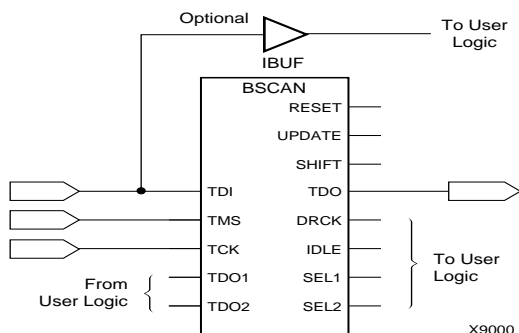 Optional
To User
Logic
IBUF
BSCAN
RESET
UPDATE
SHIFT
TDI
TDO
TMS
DRCK
TCK
IDLE
To User
Logic
From
User Logic
TDO1
SEL1
TDO2
SEL2
X9000